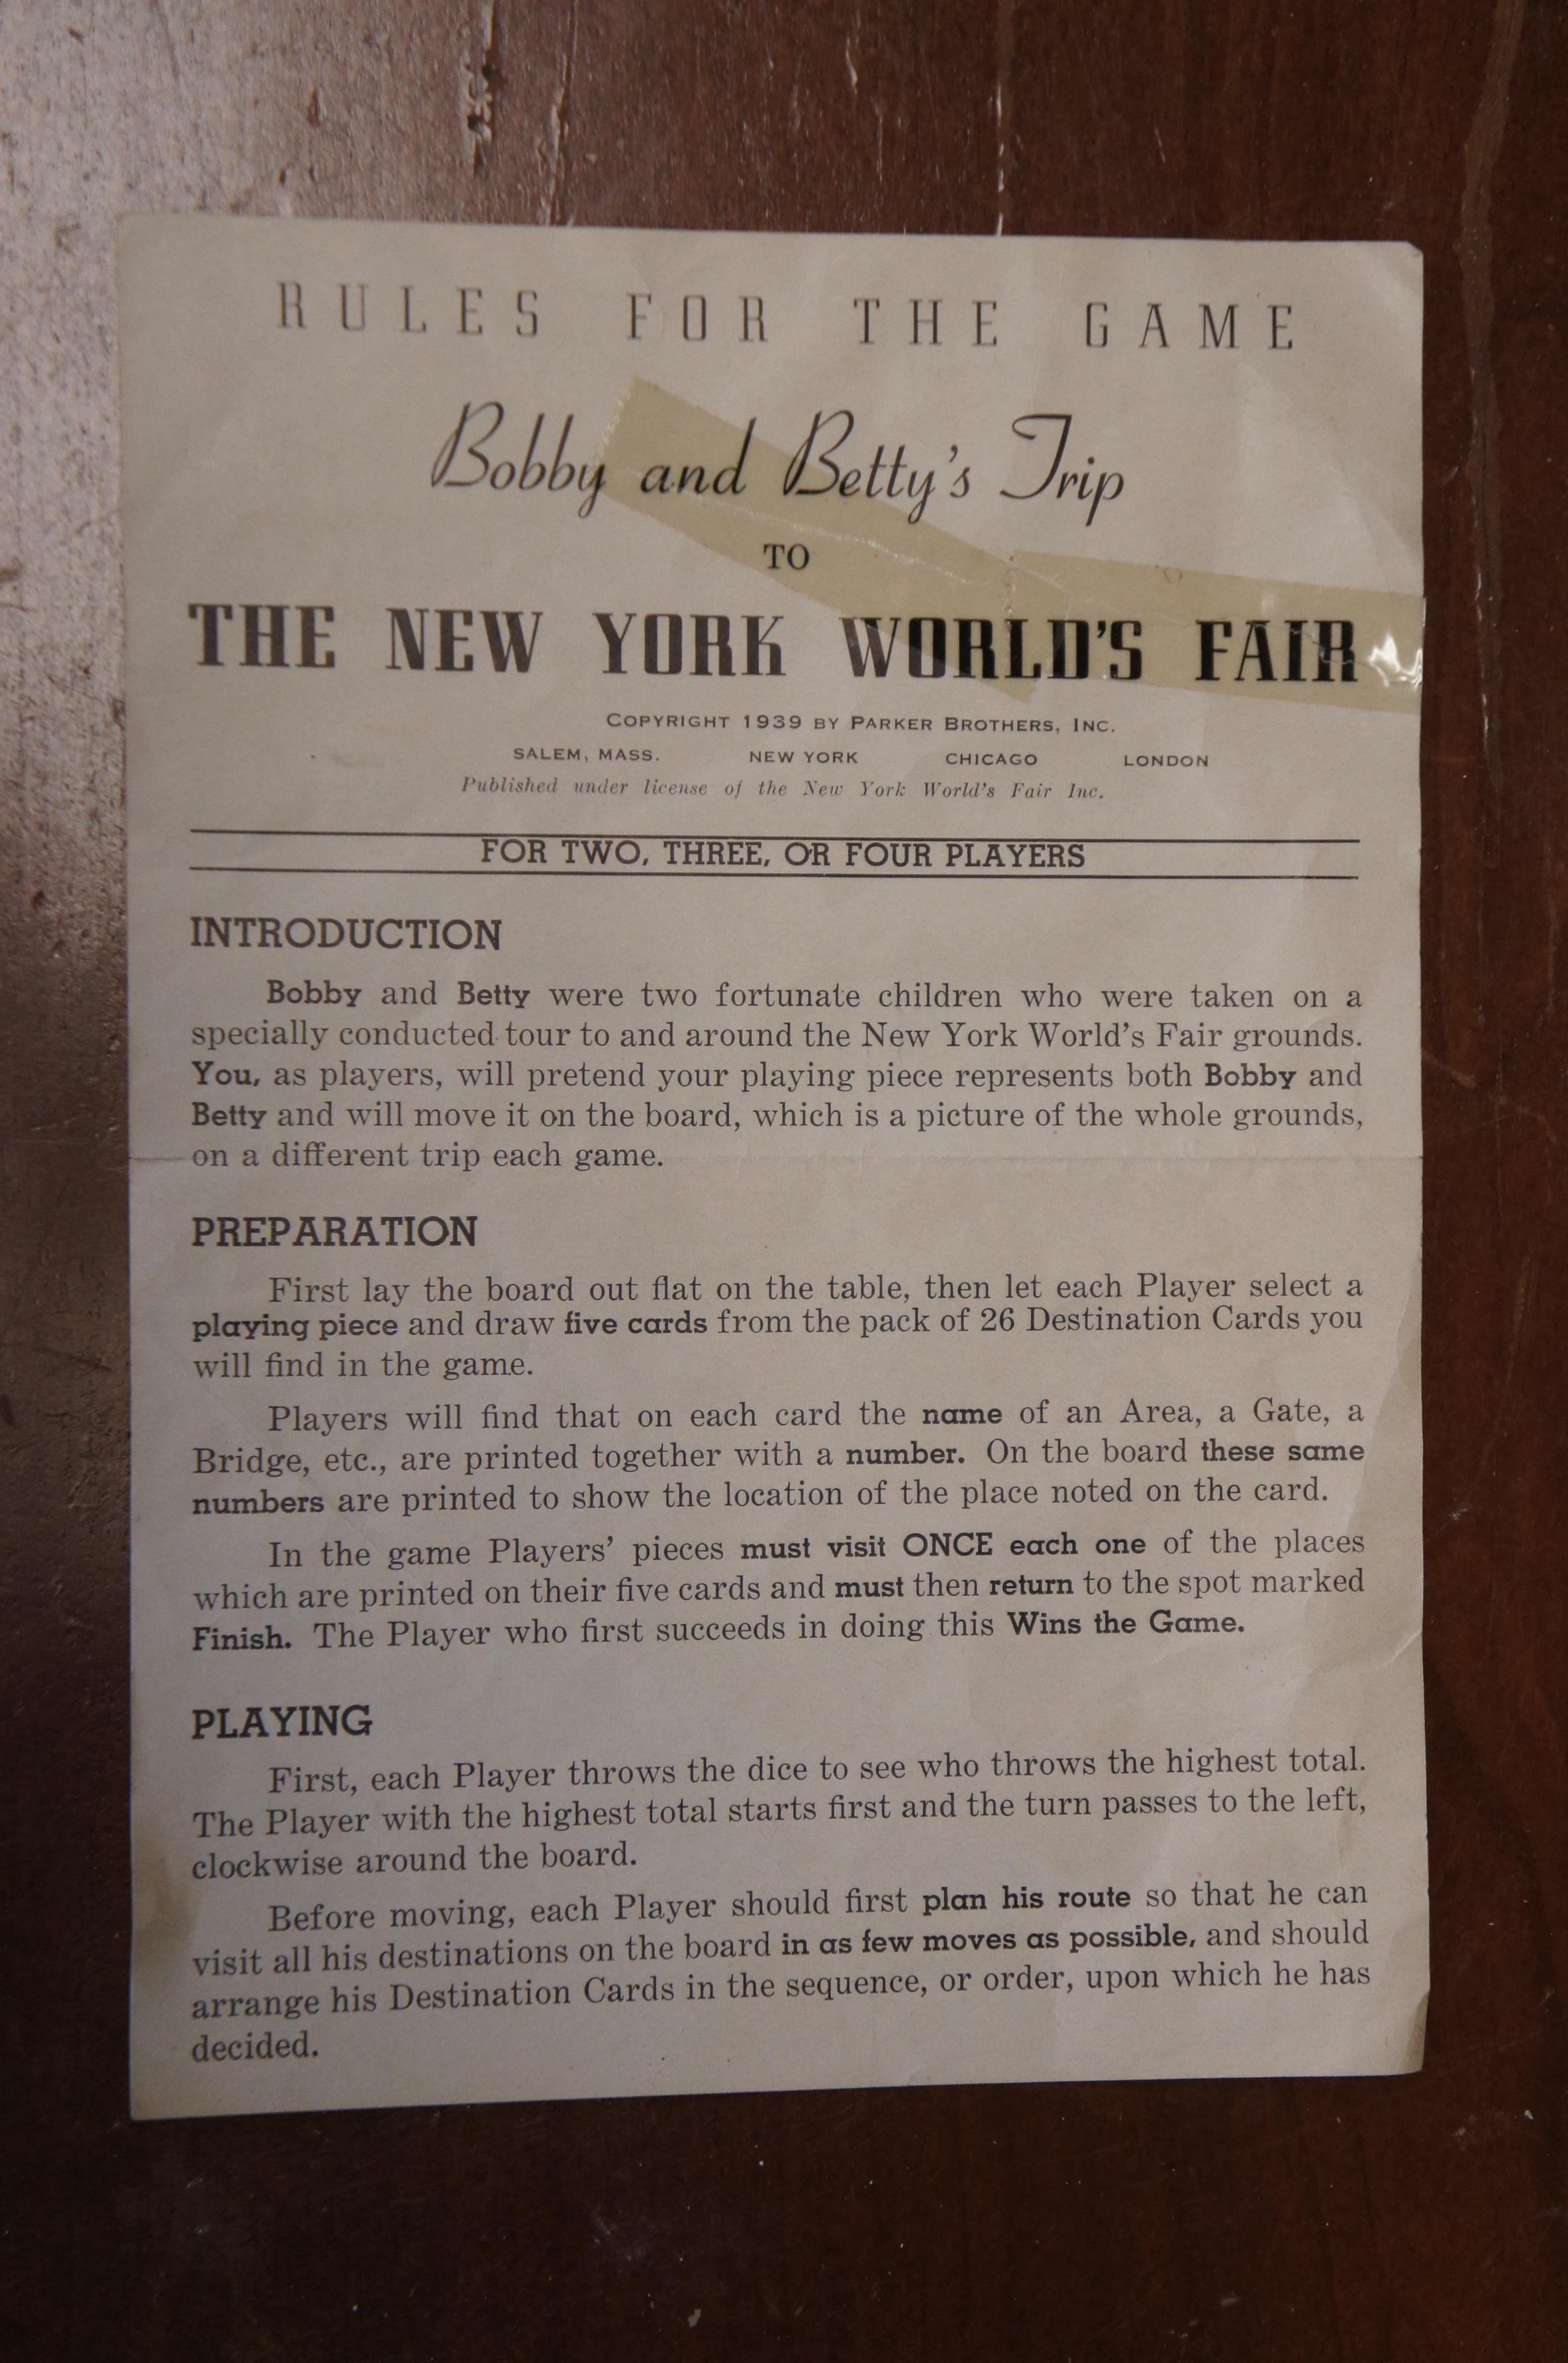 RULES FOR THE GAME
Bobby and Betty's Trip
TO
THE NEW YORK WORLD'S FAIR
COPYRIGHT 1939 BY PARKER BROTHERS, INC.
SALEM, MASS. NEW YORK CHICAGO LONDON
Published under license of the New York World's Fair Inc.
FOR TWO, THREE, OR FOUR PLAYERS
INTRODUCTION
Bobby and Betty were two fortunate children who were taken on a
specially conducted tour to and around the New York World's Fair grounds.
You, as players, will pretend your playing piece represents both Bobby and
Betty and will move it on the board, which is a picture of the whole grounds,
on a different trip each game.
PREPARATION
First lay the board out flat on the table, then let each Player select a
playing piece and draw five cards from the pack of 26 Destination Cards you
will find in the game.
Players will find that on each card the name of an Area, a Gate, a
Bridge, etc., are printed together with a number. On the board these same
numbers are printed to show the location of the place noted on the card.
In the game Players' pieces must visit ONCE each one of the places
which are printed on their five cards and must then return to the spot marked
Finish. The Player who first succeeds in doing this Wins the Game.
PLAYING
First, each Player throws the dice to see who throws the highest total.
The Player with the highest total starts first and the turn passes to the left,
clockwise around the board.
Before moving, each Player should first plan his route so that he can
visit all his destinations on the board in as few moves as possible, and should
arrange his Destination Cards in the sequence, or order, upon which he has
decided.